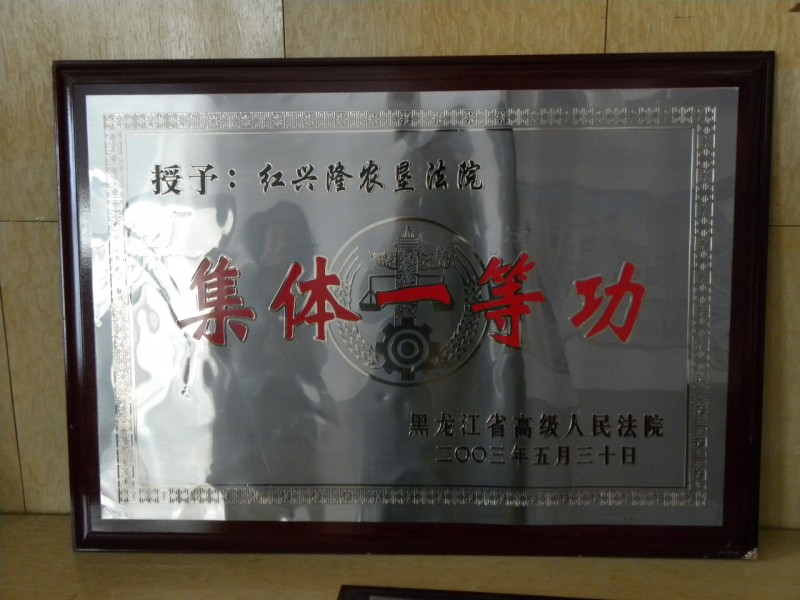 授予：红兴隆农垦法院
集体一等功
黑龙江省高级人民法院
二〇〇三年五月三十日